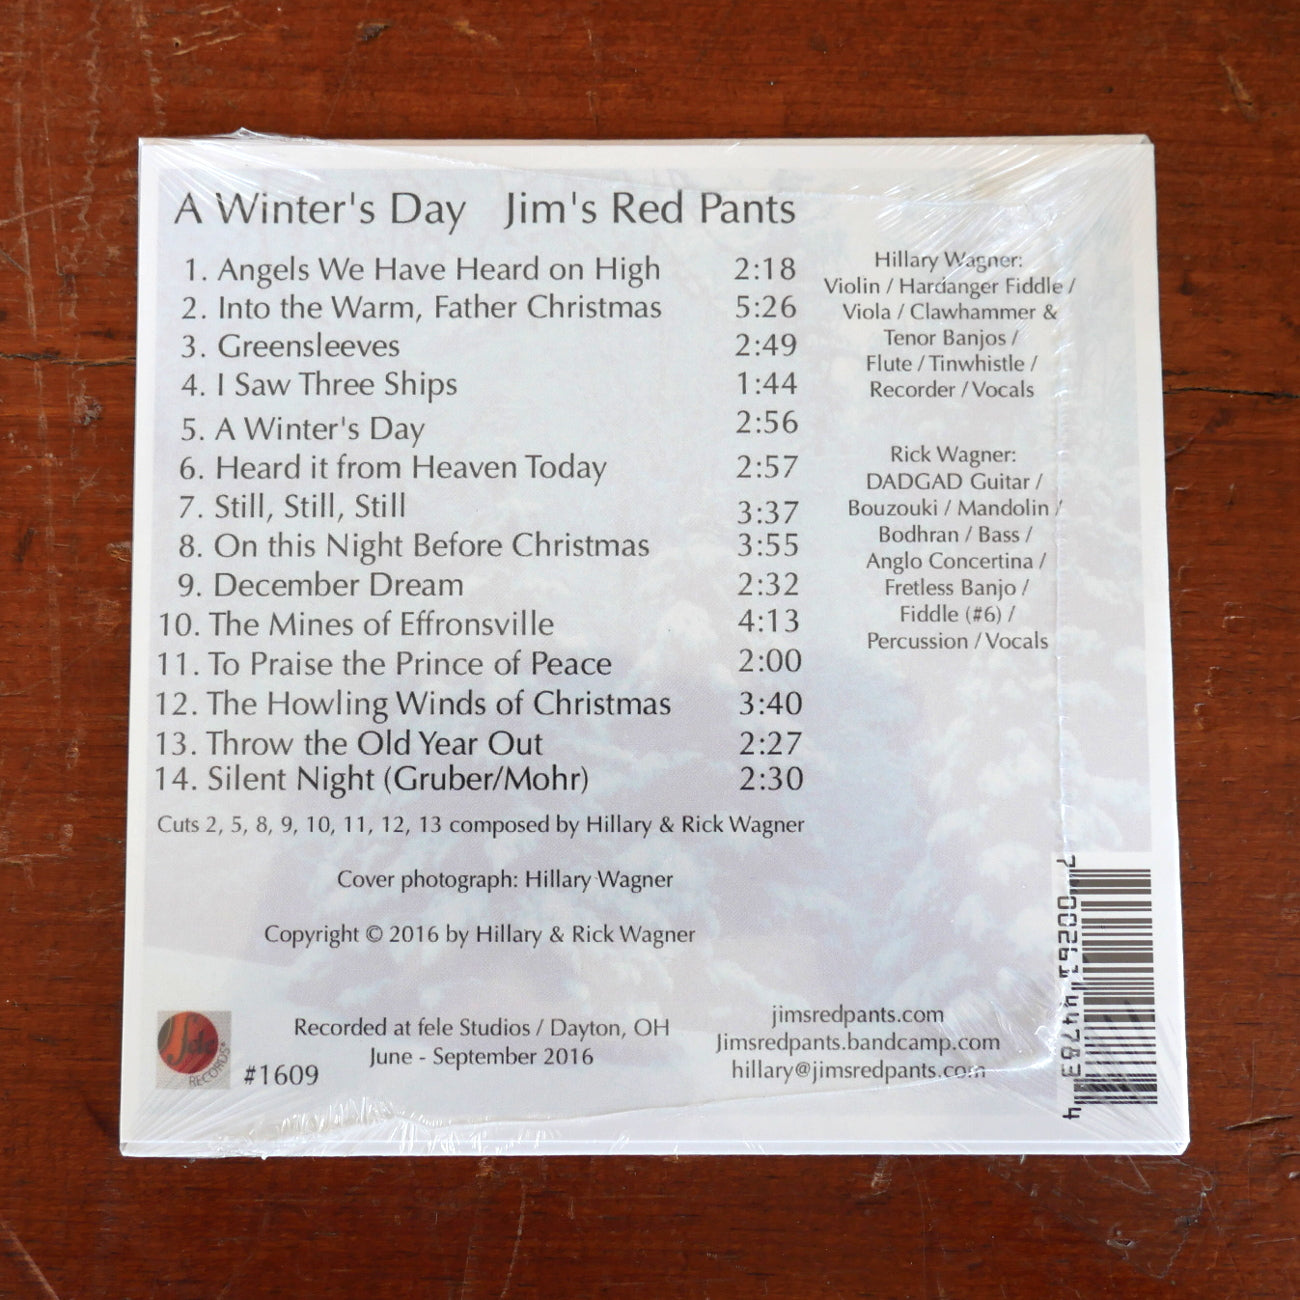 A Winter's Day Jim's Red Pants
1. Angels We Have Heard on High 2:18
2. Into the Warm, Father Christmas 5:26
3. Greensleeves 2:49
4. I Saw Three Ships 1:44
5. A Winter's Day 2:56
6. Heard it from Heaven Today 2:57
7. Still, Still, Still 3:37
8. On this Night Before Christmas 3:55
9. December Dream 2:32
10. The Mines of Effronsville 4:13
11. To Praise the Prince of Peace 2:00
12. The Howling Winds of Christmas 3:40
13. Throw the Old Year Out 2:27
14. Silent Night (Gruber/Mohr) 2:30
Cuts 2, 5, 8, 9, 10, 11, 12, 13 composed by Hillary & Rick Wagner
Cover photograph: Hillary Wagner
Copyright © 2016 by Hillary & Rick Wagner
Hillary Wagner:
Violin / Hardanger Fiddle /
Viola / Clawhammer &
Tenor Banjos /
Flute / Tinwhistle /
Recorder / Vocals
Rick Wagner:
DADGAD Guitar /
Bouzouki / Mandolin /
Bodhran / Bass /
Anglo Concertina /
Fretless Banjo /
Fiddle (#6) /
Percussion / Vocals
fele
RECORDS
#1609
Recorded at fele Studios / Dayton, OH
June - September 2016
jimsredpants.com
Jimsredpants.bandcamp.com
hillary@jimsredpants.com
7 00261 44783 4